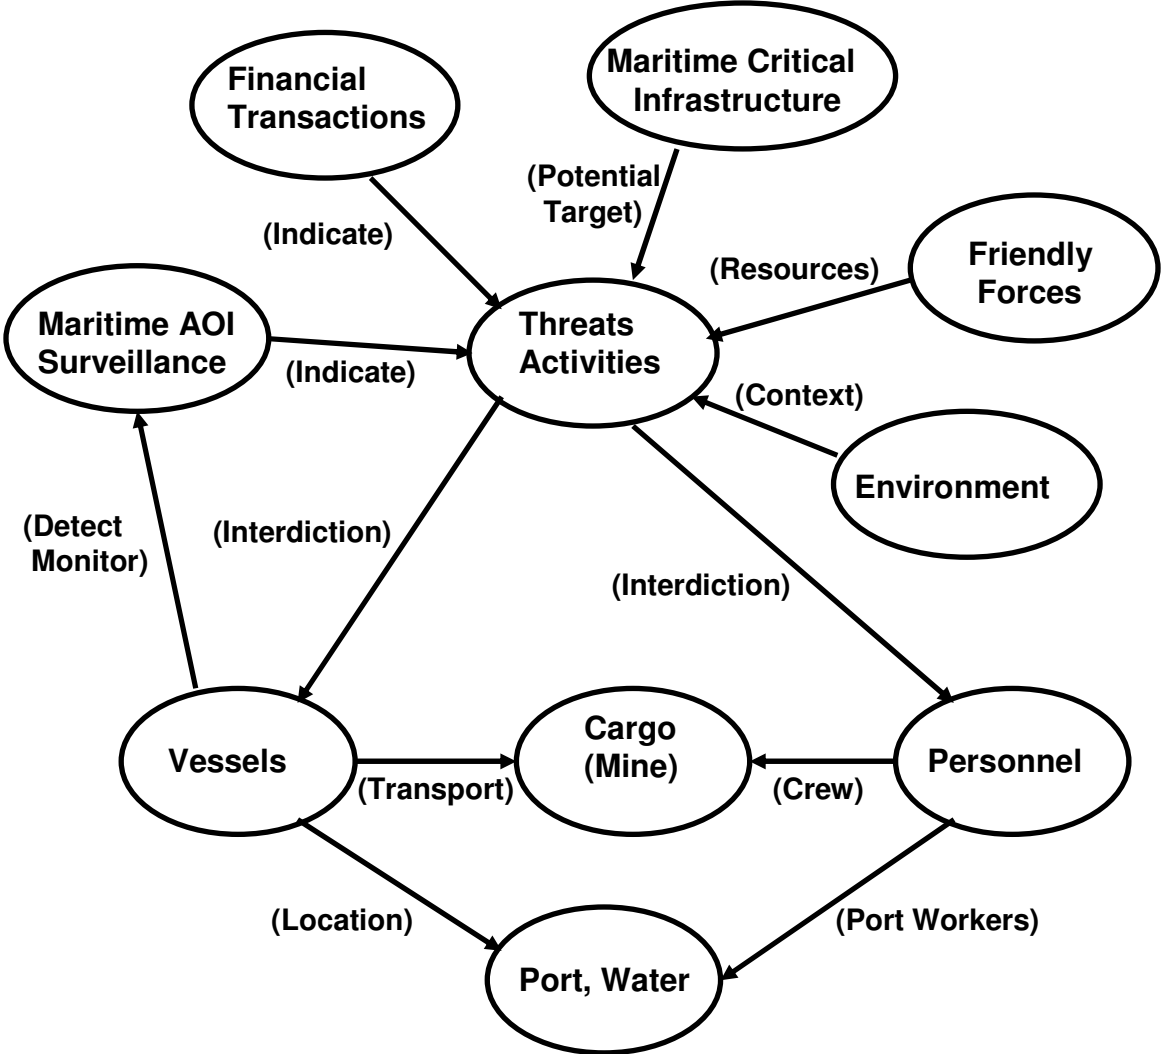 Financial
Transactions
Maritime Critical
Infrastructure
(Potential
Target)
(Indicate)
(Resources)
Friendly
Forces
Maritime AOI
Surveillance
Threats
Activities
(Indicate)
(Context)
Environment
(Detect
Monitor)
(Interdiction)
(Interdiction)
Vessels
Cargo
(Mine)
Personnel
(Transport)
(Crew)
(Location)
(Port Workers)
Port, Water